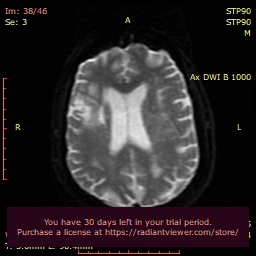 Im: 38/46
Se: 3
A
STP90
STP90
M
Ax DWI B 1000
R
L
You have 30 days left in your trial period.
Purchase a license at https://radiantviewer.com/store/